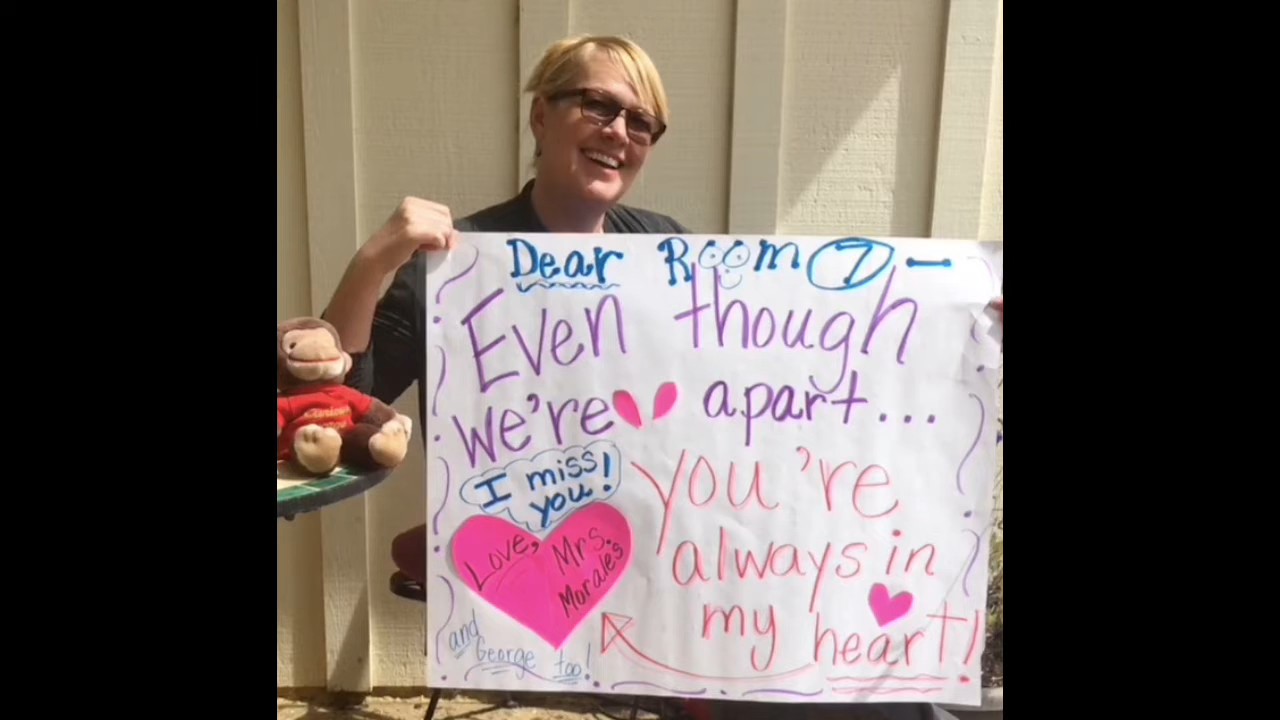 Dear Room 7 -
Even though
we're apart...
I miss
you!
you're
always in
my heart!
Love, Mrs.
Morales
and
George too!